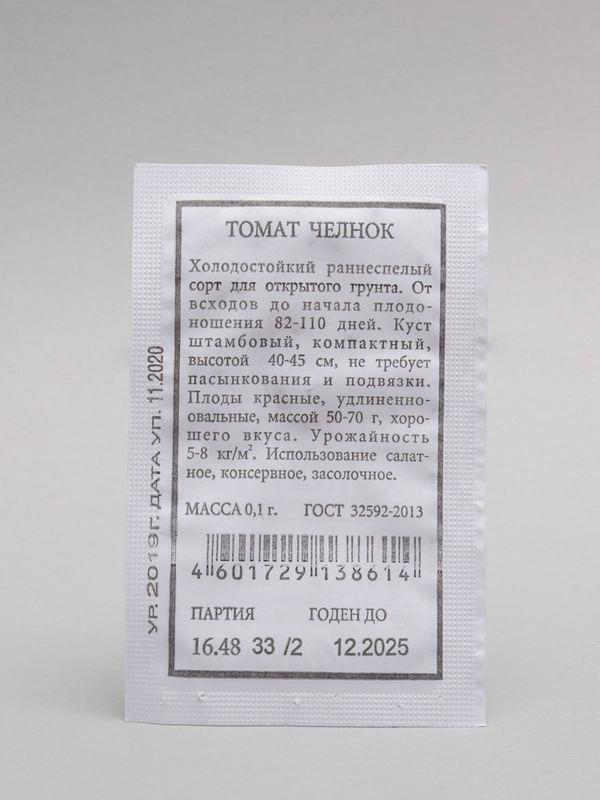 ТОМАТ ЧЕЛНОК
Холодостойкий раннеспелый
сорт для открытого грунта. От
всходов до начала плодо-
ношения 82-110 дней. Куст
штамбовый, компактный,
высотой 40-45 см, не требует
пасынкования и подвязки.
Плоды красные, удлиненно-
овальные, массой 50-70 г, хоро-
шего вкуса. Урожайность
5-8 кг/м². Использование салат-
ное, консервное, засолочное.
МАССА 0,1 г. ГОСТ 32592-2013
4 601729 138614
ПАРТИЯ ГОДЕН ДО
16.48 33 /2 12.2025
УР. 2019 Г. ДАТА УП. 11.2020